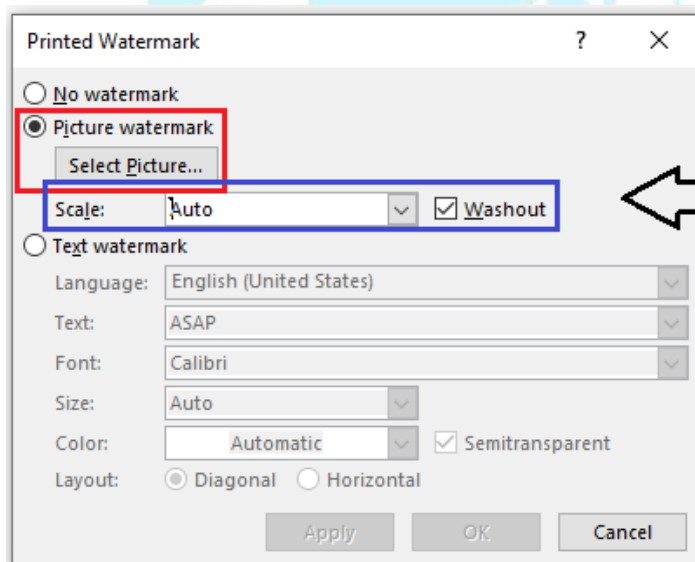 Printed Watermark ? ×
No watermark
Picture watermark
Select Picture...
Scale: Auto Washout
Text watermark
Language: English (United States)
Text: ASAP
Font: Calibri
Size: Auto
Color: Automatic Semitransparent
Layout: Diagonal Horizontal
Apply OK Cancel